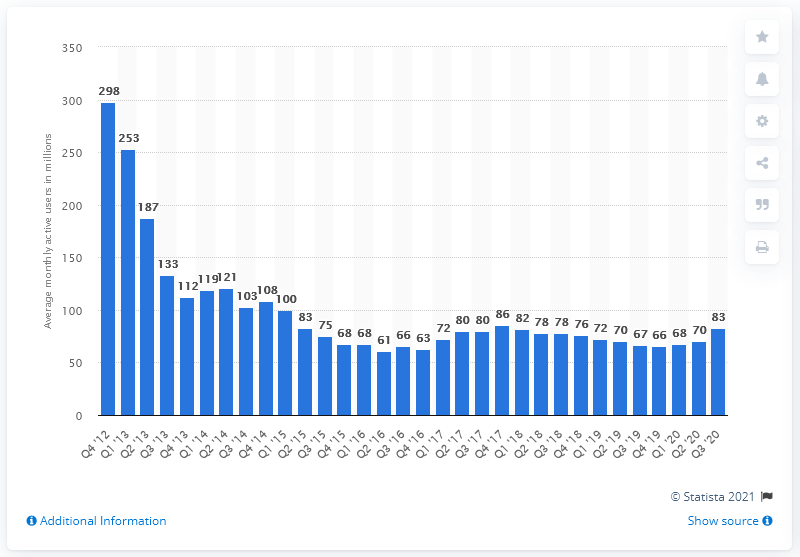 Average monthly active users in millions
350
300
250
200
150
100
50
0
298
253
187
133
112
119
121
103
108
100
83
75
68
68
61
66
63
72
80
80
86
82
78
78
76
72
70
67
66
68
70
83
Q4 '12
Q1 '13
Q2 '13
Q3 '13
Q4 '13
Q1 '14
Q2 '14
Q3 '14
Q4 '14
Q1 '15
Q2 '15
Q3 '15
Q4 '15
Q1 '16
Q2 '16
Q3 '16
Q4 '16
Q1 '17
Q2 '17
Q3 '17
Q4 '17
Q1 '18
Q2 '18
Q3 '18
Q4 '18
Q1 '19
Q2 '19
Q3 '19
Q4 '19
Q1 '20
Q2 '20
Q3 '20
© Statista 2021
Additional Information
Show source